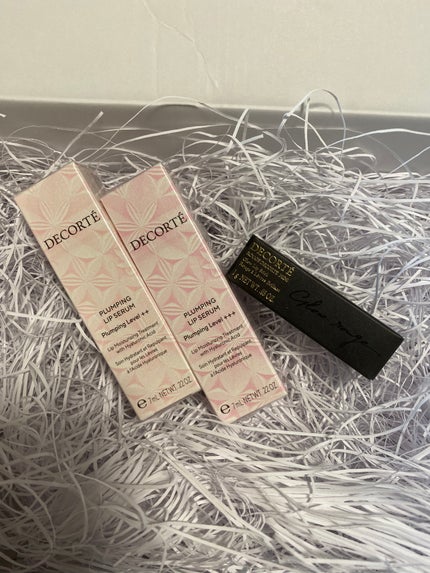 DECORTÉ
PLUMPING
LIP SERUM
Plumping Level ++
Lip Moisturizing Treatment
with Hyaluronic Acid
Soin Hydratant et Repulpant
pour les Lèvres
à l'Acide Hyaluronique
℮ 7mL NET WT. .22 OZ.
DECORTÉ
PLUMPING
LIP SERUM
Plumping Level +++
Lip Moisturizing Treatment
with Hyaluronic Acid
Soin Hydratant et Repulpant
pour les Lèvres
à l'Acide Hyaluronique
℮ 7mL NET WT. .22 OZ.
DECORTÉ